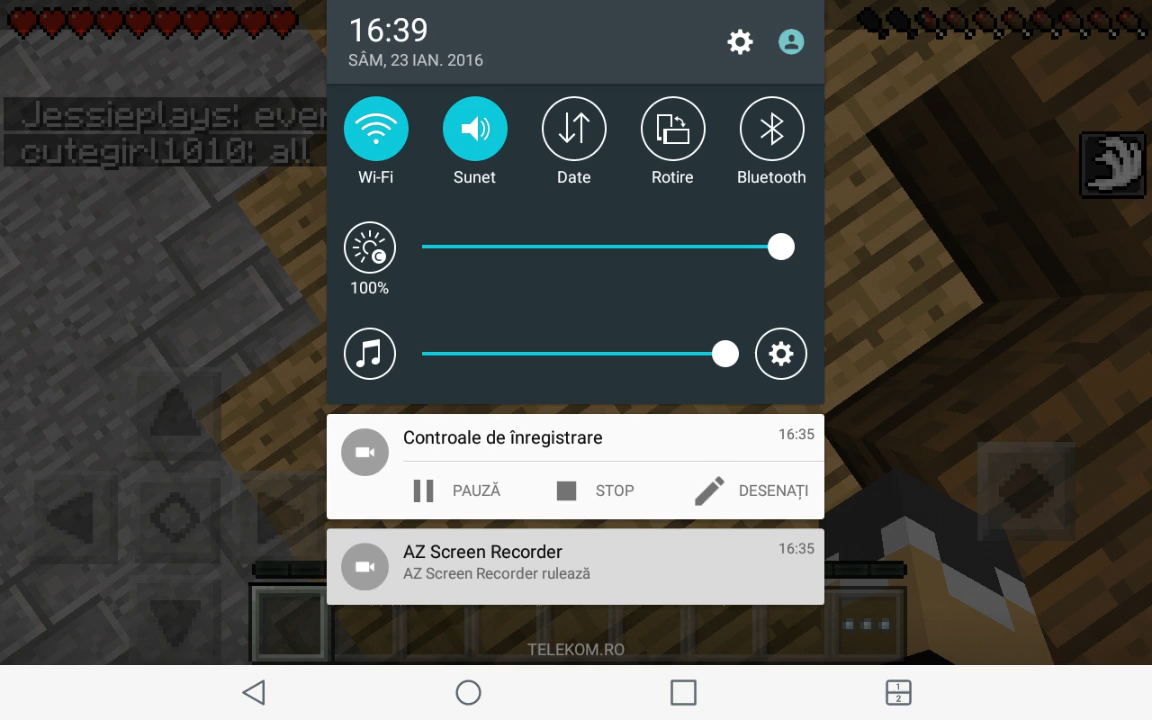 16:39
SÂM, 23 IAN. 2016
Jessieplays: ever
cutegirl1010: all
Wi-Fi
Sunet
Date
Rotire
Bluetooth
100%
Controale de înregistrare
16:35
PAUZĂ
STOP
DESENAȚI
AZ Screen Recorder
16:35
AZ Screen Recorder rulează
TELEKOM.RO
1
2